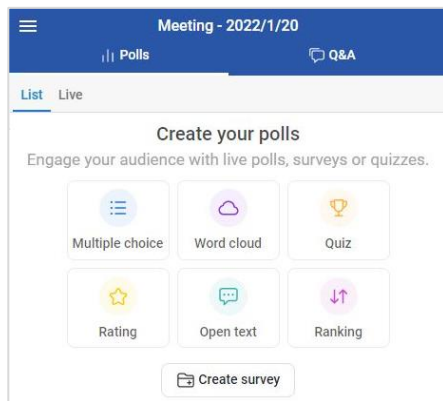 Meeting - 2022/1/20
Polls Q&A
List Live
Create your polls
Engage your audience with live polls, surveys or quizzes.
Multiple choice Word cloud Quiz
Rating Open text Ranking
Create survey